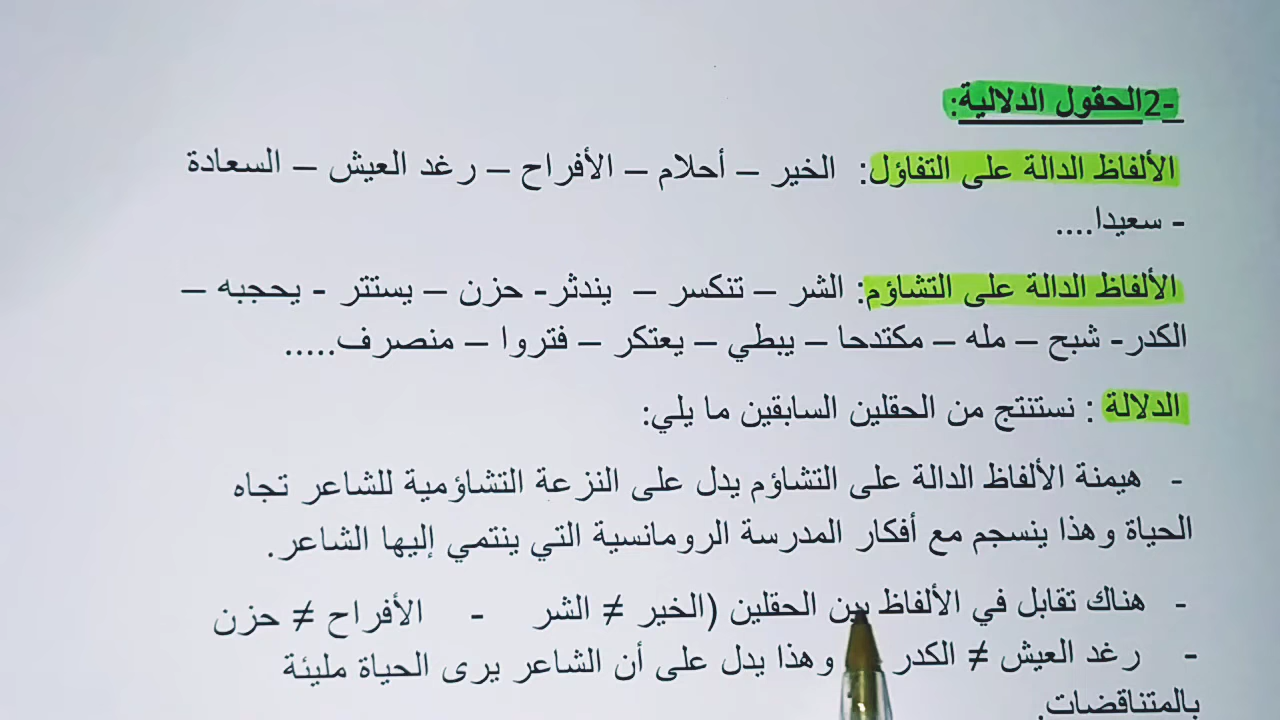 -2الحقول الدلالية:
الألفاظ الدالة على التفاؤل: الخير – أحلام – الأفراح – رغد العيش – السعادة
- سعيدا....
الألفاظ الدالة على التشاؤم: الشر – تنكسر – يندثر- حزن – يستتر - يحجبه –
الكدر- شبح – مله – مكتدحا – يبطي – يعتكر – فتروا – منصرف.....
الدلالة : نستنتج من الحقلين السابقين ما يلي:
- هيمنة الألفاظ الدالة على التشاؤم يدل على النزعة التشاؤمية للشاعر تجاه
الحياة وهذا ينسجم مع أفكار المدرسة الرومانسية التي ينتمي إليها الشاعر.
- هناك تقابل في الألفاظ بين الحقلين (الخير ≠ الشر - الأفراح ≠ حزن
- رغد العيش ≠ الكدر وهذا يدل على أن الشاعر يرى الحياة مليئة
بالمتناقضات.